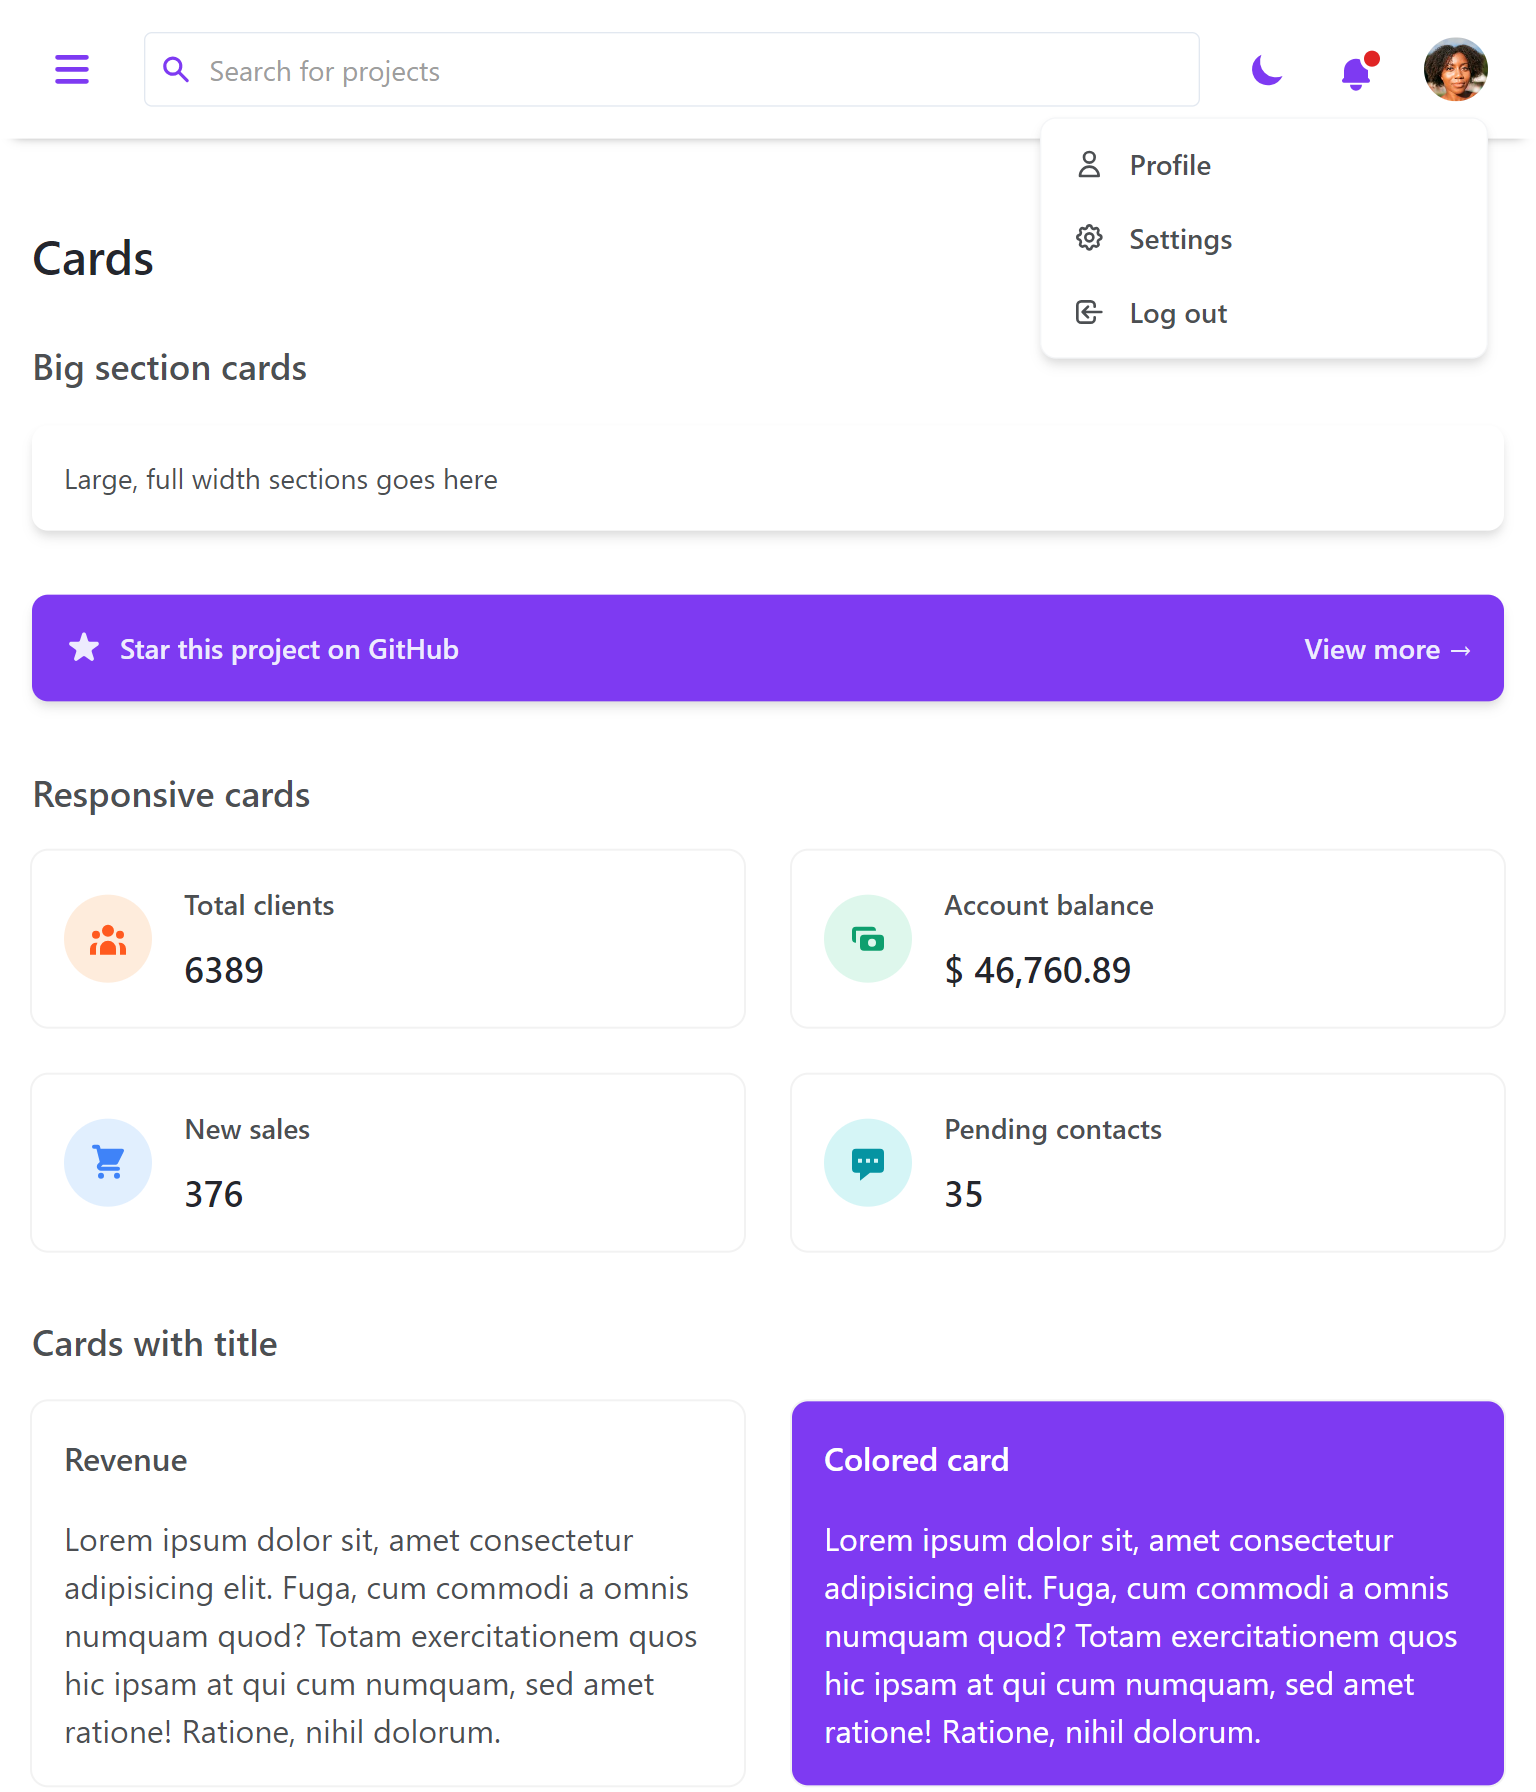 Search for projects
Profile
Settings
Log out
Cards
Big section cards
Large, full width sections goes here
Star this project on GitHub
View more →
Responsive cards
Total clients
6389
Account balance
$ 46,760.89
New sales
376
Pending contacts
35
Cards with title
Revenue
Lorem ipsum dolor sit, amet consectetur
adipisicing elit. Fuga, cum commodi a omnis
numquam quod? Totam exercitationem quos
hic ipsam at qui cum numquam, sed amet
ratione! Ratione, nihil dolorum.
Colored card
Lorem ipsum dolor sit, amet consectetur
adipisicing elit. Fuga, cum commodi a omnis
numquam quod? Totam exercitationem quos
hic ipsam at qui cum numquam, sed amet
ratione! Ratione, nihil dolorum.